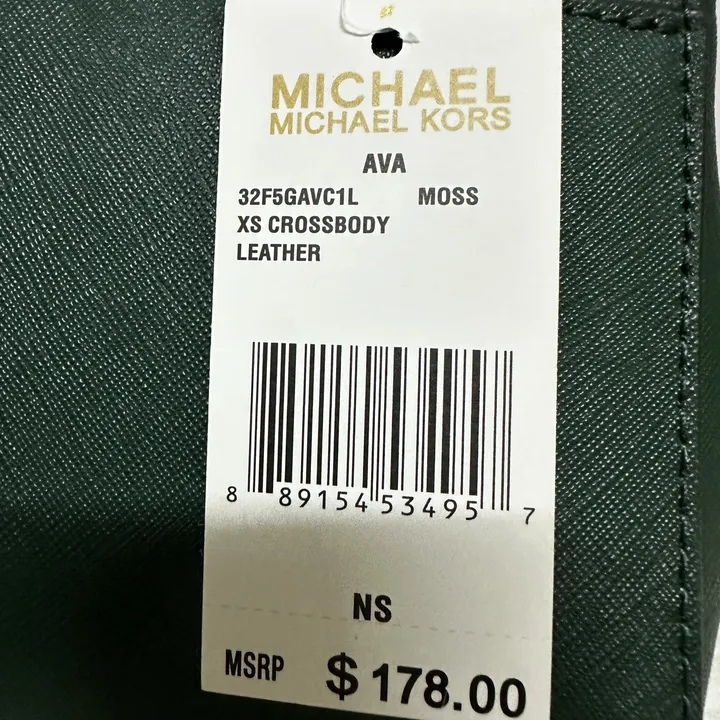 MICHAEL
MICHAEL KORS
AVA
32F5GAVC1L MOSS
XS CROSSBODY
LEATHER
8 89154 53495 7
NS
MSRP $178.00